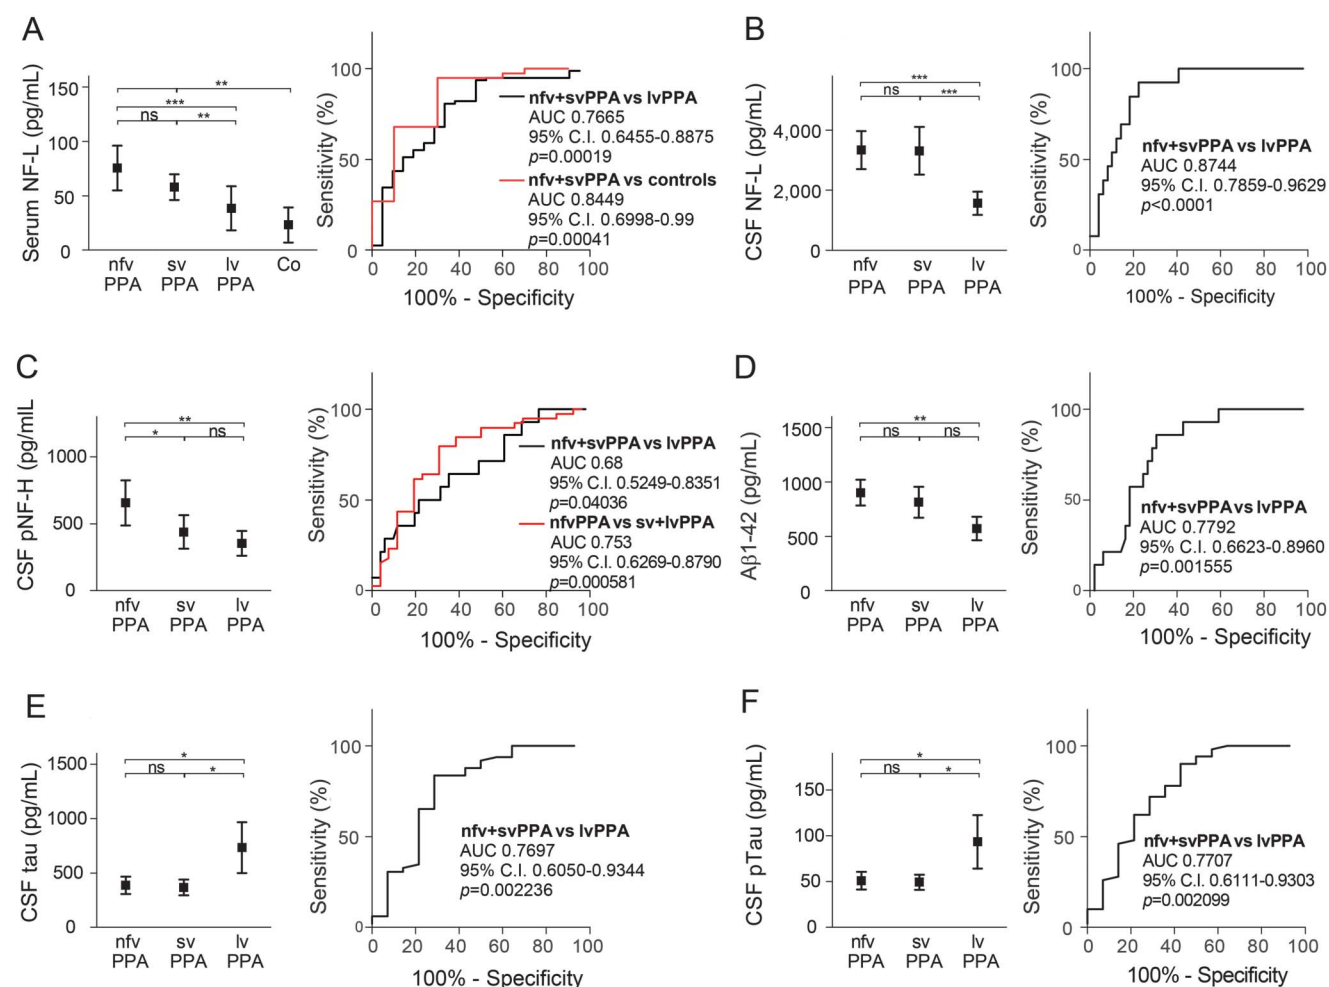 A
Serum NF-L (pg/mL)
150
100
50
0
**
***
ns
**
nfv
PPA
sv
PPA
lv
PPA
Co
Sensitivity (%)
100
50
0
nfv+svPPA vs lvPPA
AUC 0.7665
95% C.I. 0.6455-0.8875
p=0.00019
nfv+svPPA vs controls
AUC 0.8449
95% C.I. 0.6998-0.99
p=0.00041
0 20 40 60 80 100
100% - Specificity
B
CSF NF-L (pg/mL)
4,000
2,000
0
***
ns
***
nfv
PPA
sv
PPA
lv
PPA
Sensitivity (%)
100
50
0
nfv+svPPA vs lvPPA
AUC 0.8744
95% C.I. 0.7859-0.9629
p<0.0001
0 20 40 60 80 100
100% - Specificity
C
CSF pNF-H (pg/mlL
1000
500
0
**
*
ns
nfv
PPA
sv
PPA
lv
PPA
Sensitivity (%)
100
50
0
nfv+svPPA vs lvPPA
AUC 0.68
95% C.I. 0.5249-0.8351
p=0.04036
nfvPPA vs sv+lvPPA
AUC 0.753
95% C.I. 0.6269-0.8790
p=0.000581
0 20 40 60 80 100
100% - Specificity
D
Aβ1-42 (pg/mL)
1500
1000
500
0
**
ns
ns
nfv
PPA
sv
PPA
lv
PPA
Sensitivity (%)
100
50
0
nfv+svPPA vs lvPPA
AUC 0.7792
95% C.I. 0.6623-0.8960
p=0.001555
0 20 40 60 80 100
100% - Specificity
E
CSF tau (pg/mL)
1500
1000
500
0
*
ns
*
nfv
PPA
sv
PPA
lv
PPA
Sensitivity (%)
100
50
0
nfv+svPPA vs lvPPA
AUC 0.7697
95% C.I. 0.6050-0.9344
p=0.002236
0 20 40 60 80 100
100% - Specificity
F
CSF pTau (pg/mL)
150
100
50
0
*
ns
*
nfv
PPA
sv
PPA
lv
PPA
Sensitivity (%)
100
50
0
nfv+svPPA vs lvPPA
AUC 0.7707
95% C.I. 0.6111-0.9303
p=0.002099
0 20 40 60 80 100
100% - Specificity